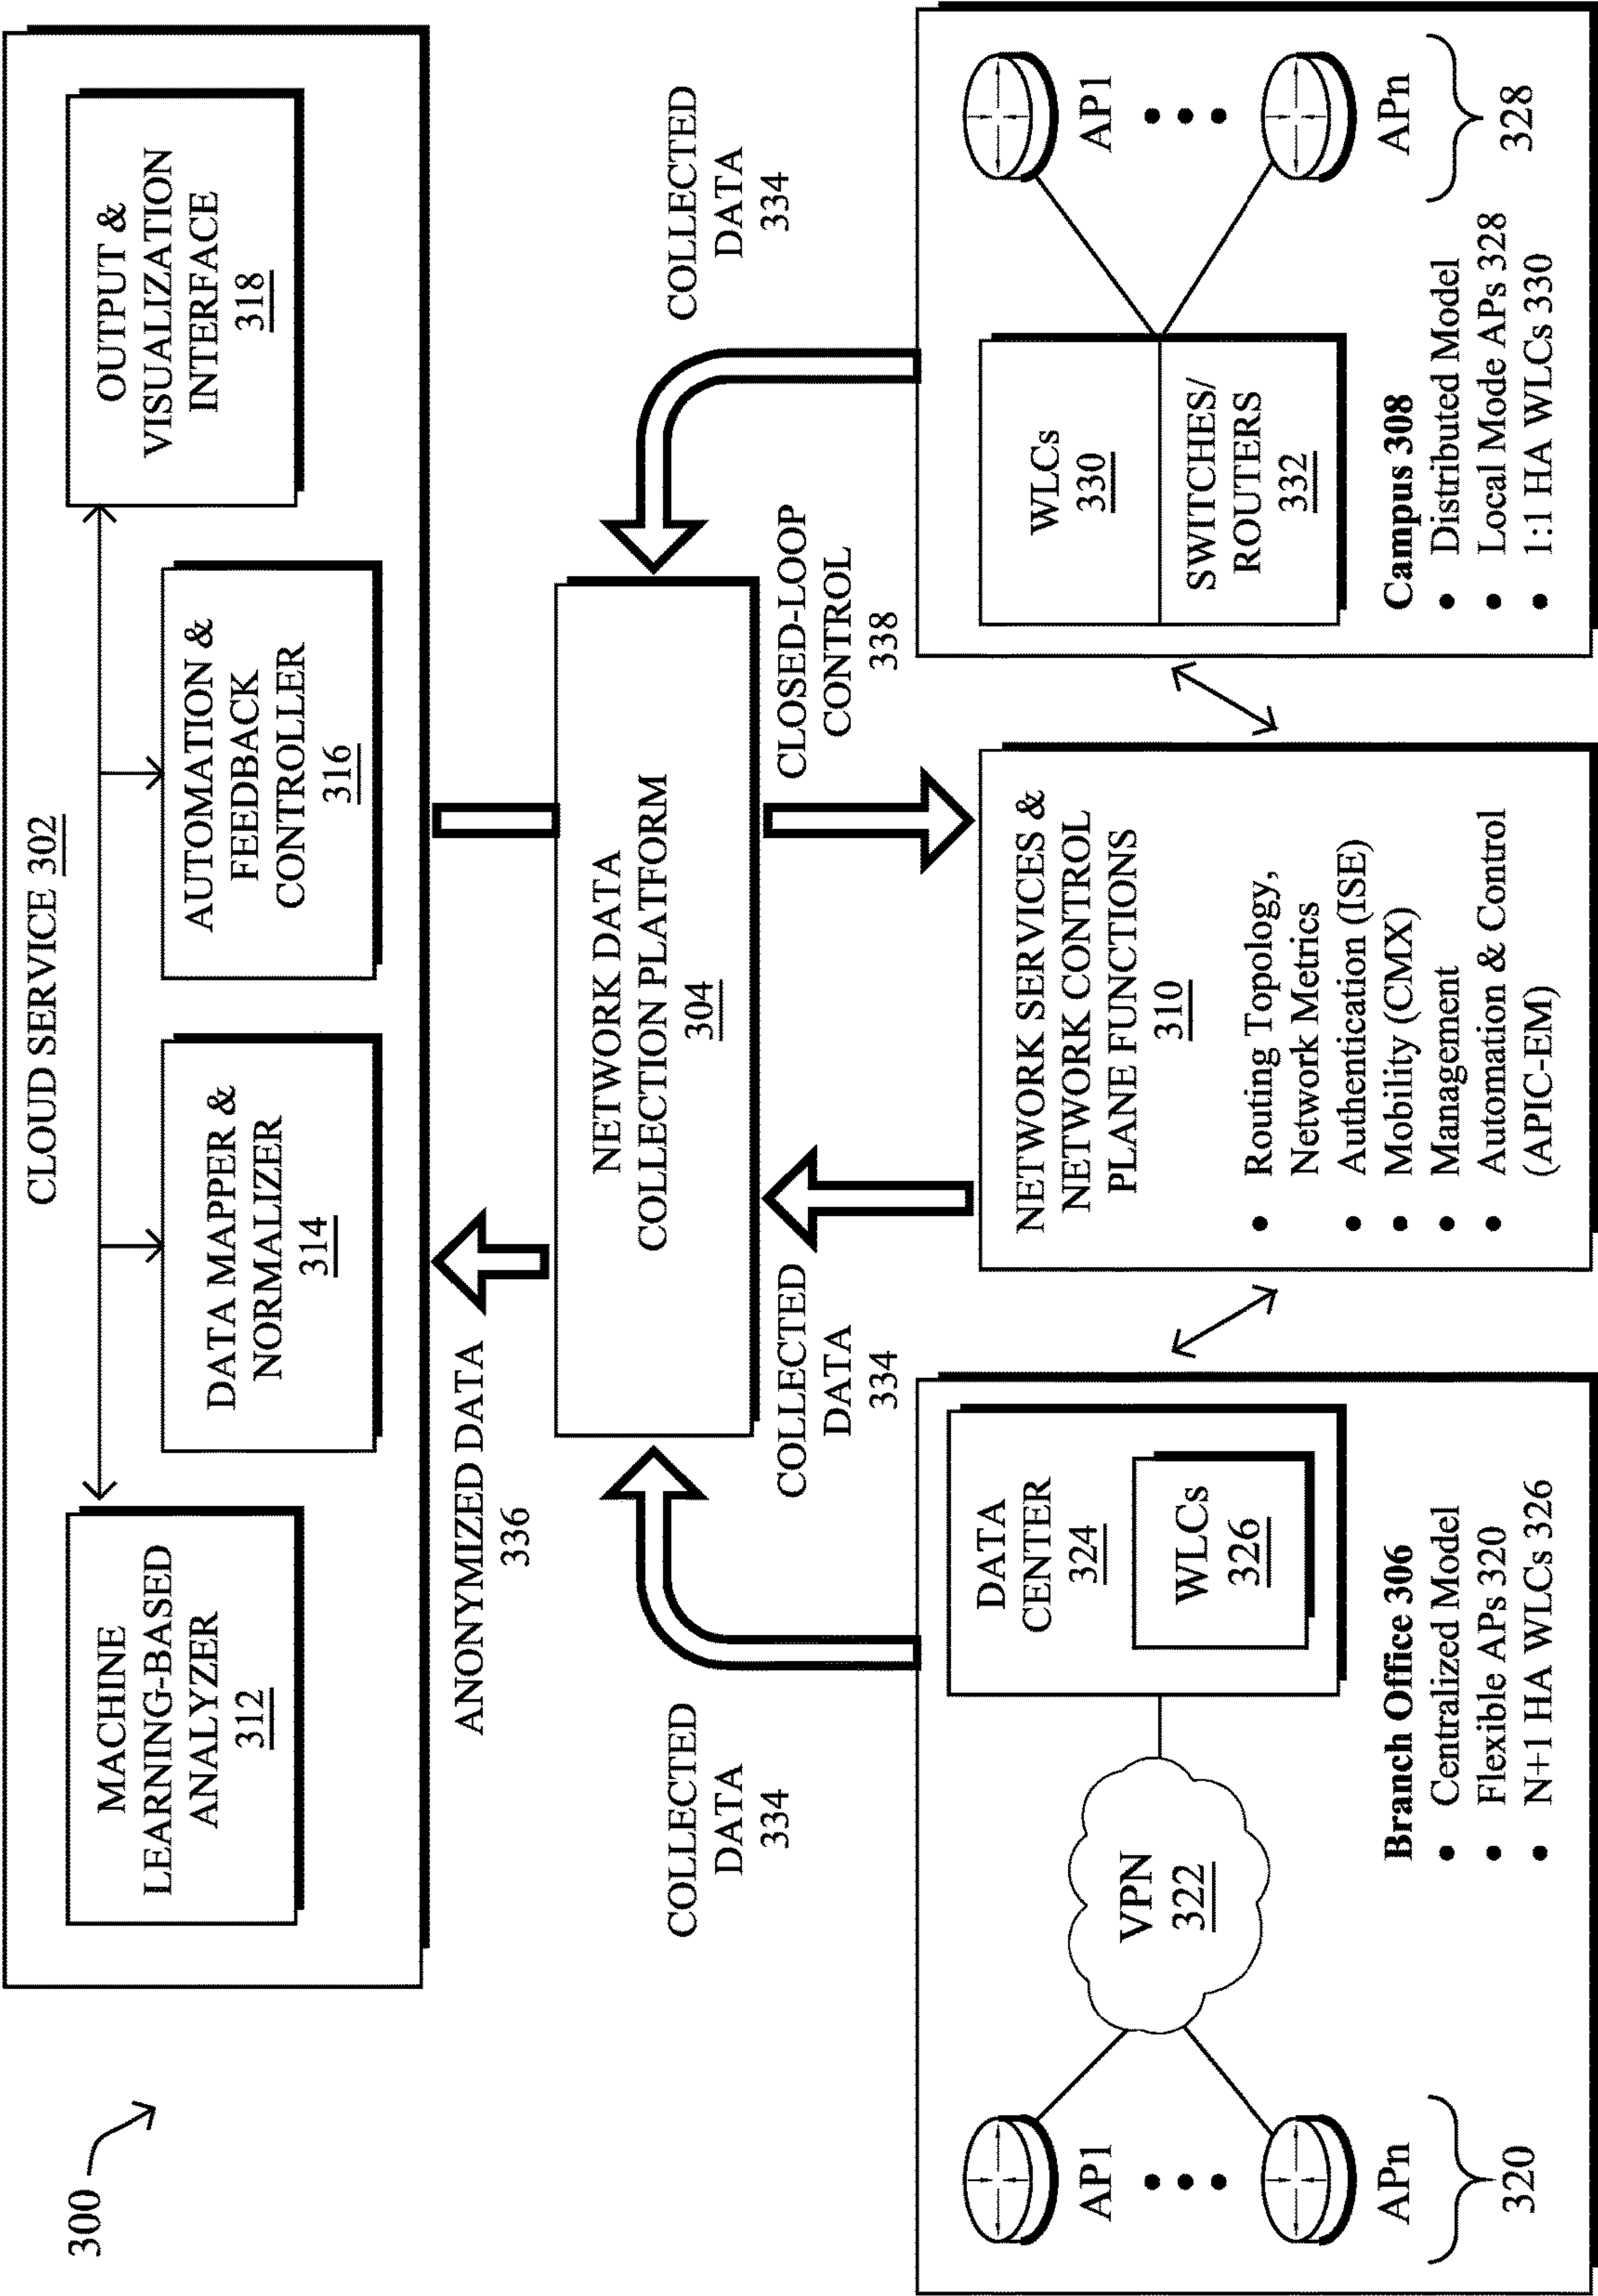 300
CLOUD SERVICE 302
MACHINE
LEARNING-BASED
ANALYZER
312
DATA MAPPER &
NORMALIZER
314
AUTOMATION &
FEEDBACK
CONTROLLER
316
OUTPUT &
VISUALIZATION
INTERFACE
318
ANONYMIZED DATA
336
NETWORK DATA
COLLECTION PLATFORM
304
COLLECTED
DATA
334
COLLECTED
DATA
334
CLOSED-LOOP
CONTROL
338
COLLECTED
DATA
334
AP1
APn
320
VPN
322
DATA
CENTER
324
WLCs
326
Branch Office 306
• Centralized Model
• Flexible APs 320
• N+1 HA WLCs 326
NETWORK SERVICES &
NETWORK CONTROL
PLANE FUNCTIONS
310
• Routing Topology,
Network Metrics
• Authentication (ISE)
• Mobility (CMX)
• Management
• Automation & Control
(APIC-EM)
WLCs
330
SWITCHES/
ROUTERS
332
AP1
APn
328
Campus 308
• Distributed Model
• Local Mode APs 328
• 1:1 HA WLCs 330